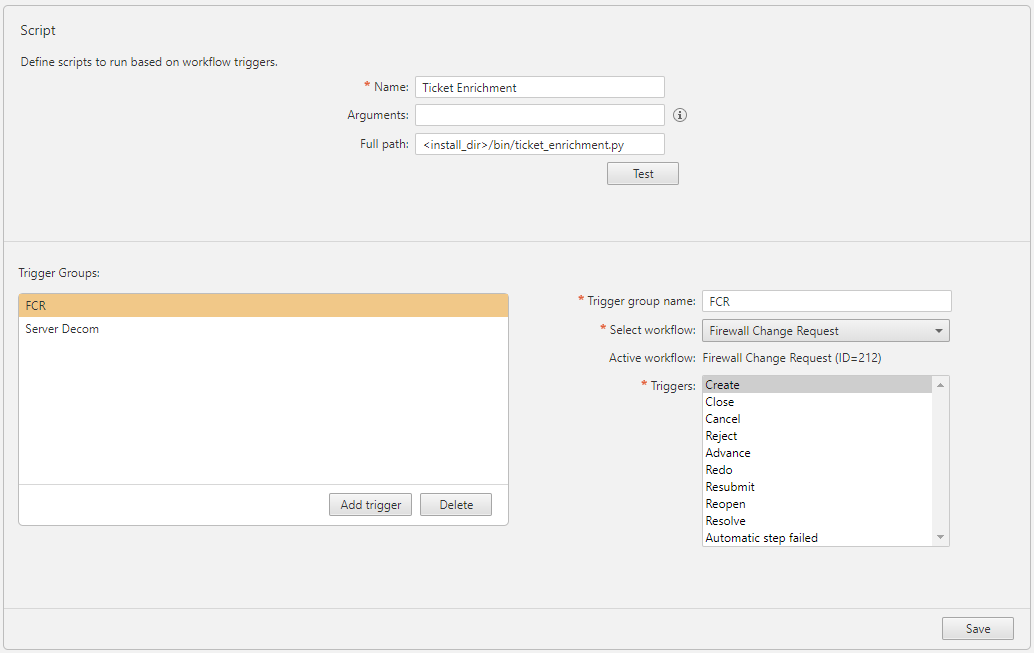 Script
Define scripts to run based on workflow triggers.
* Name: Ticket Enrichment
Arguments:
Full path: <install_dir>/bin/ticket_enrichment.py
Test
Trigger Groups:
FCR
Server Decom
Add trigger Delete
* Trigger group name: FCR
* Select workflow: Firewall Change Request
Active workflow: Firewall Change Request (ID=212)
* Triggers: Create
Close
Cancel
Reject
Advance
Redo
Resubmit
Reopen
Resolve
Automatic step failed
Save